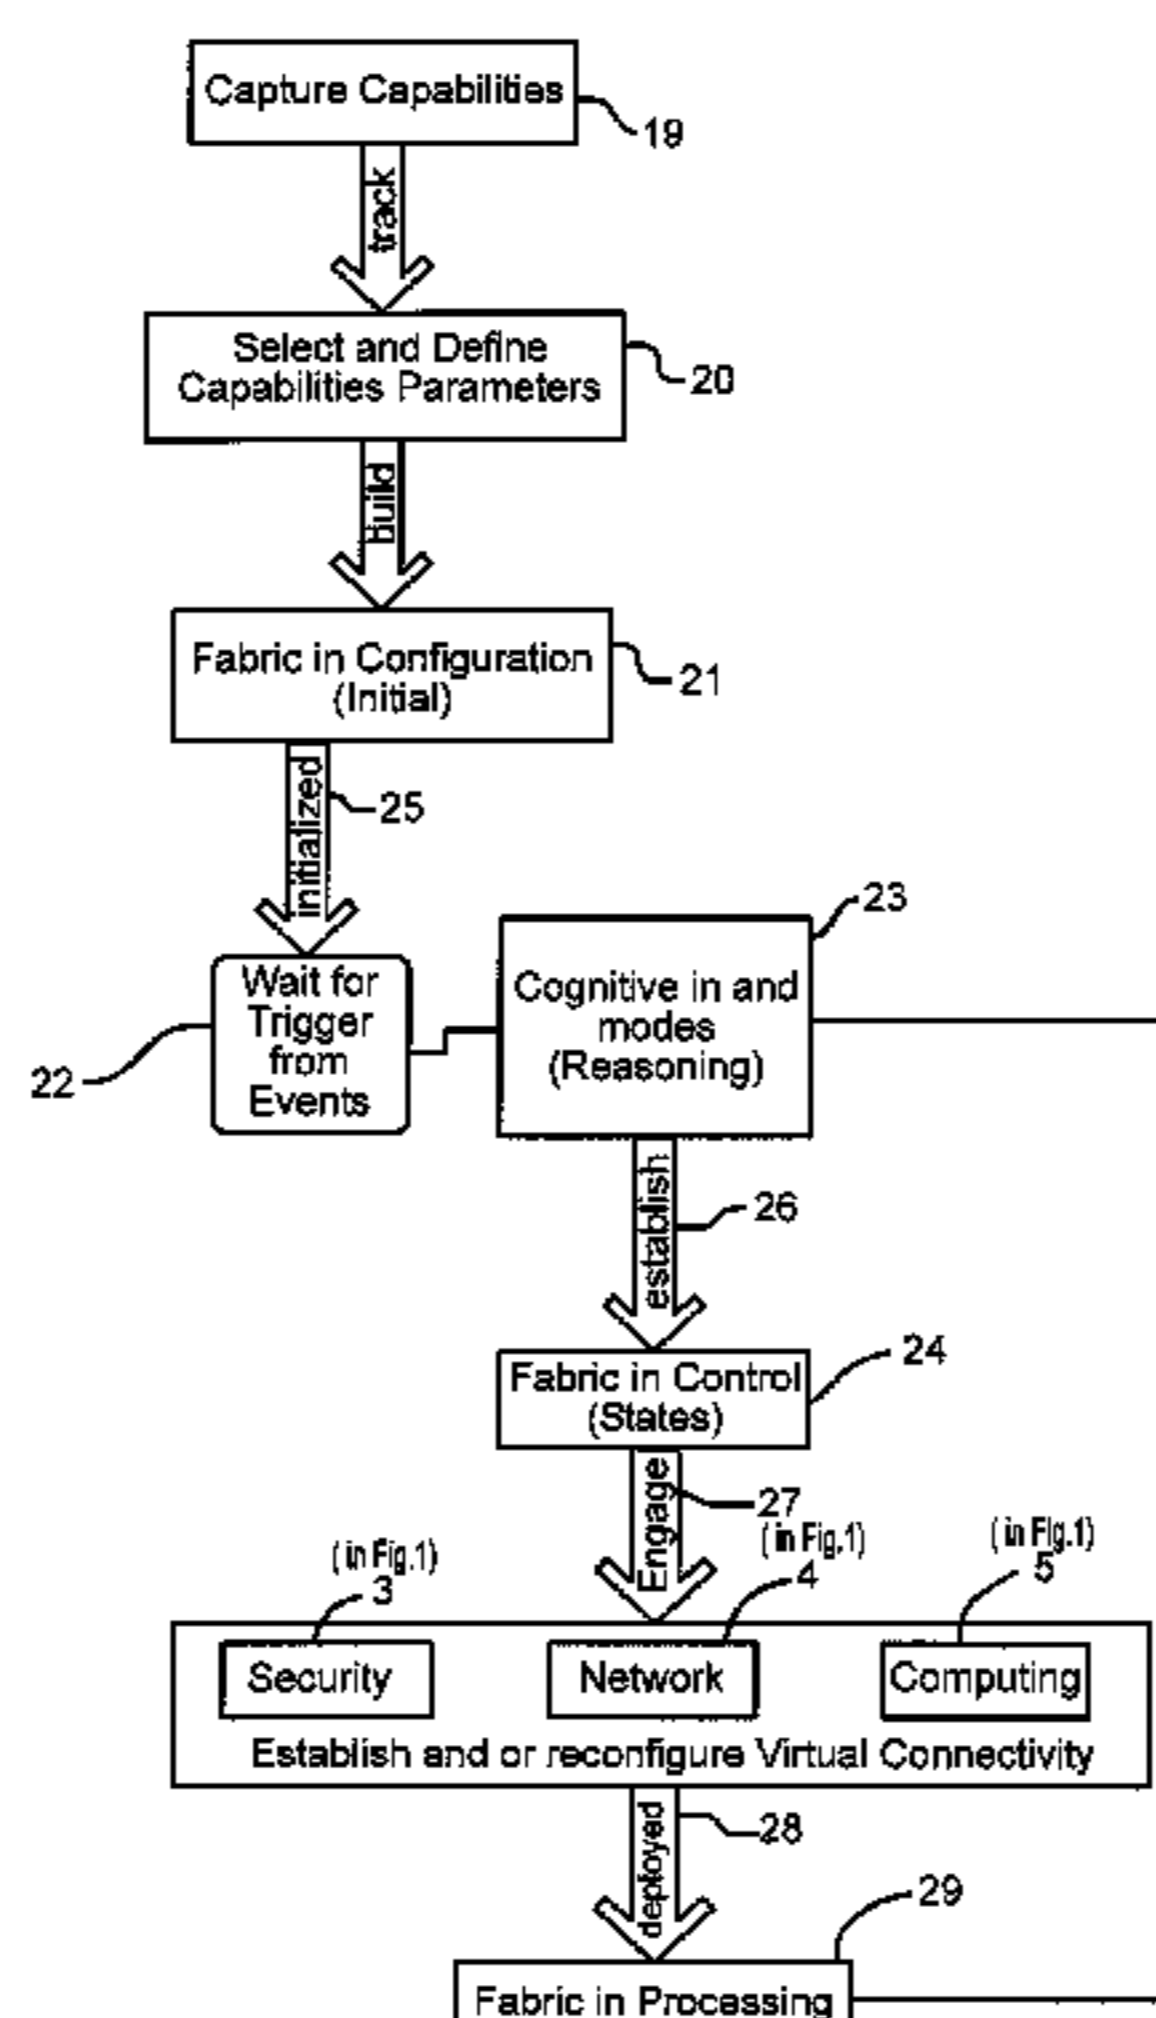 Capture Capabilities
19
track
Select and Define
Capabilities Parameters
20
build
Fabric in Configuration
(Initial)
21
initialized
25
Wait for
Trigger
from
Events
22
Cognitive in and
modes
(Reasoning)
23
establish
26
Fabric in Control
(States)
24
Engage
27
(in Fig.1)
3
(in Fig.1)
4
(in Fig.1)
5
Security
Network
Computing
Establish and or reconfigure Virtual Connectivity
deployed
28
29
Fabric in Processing